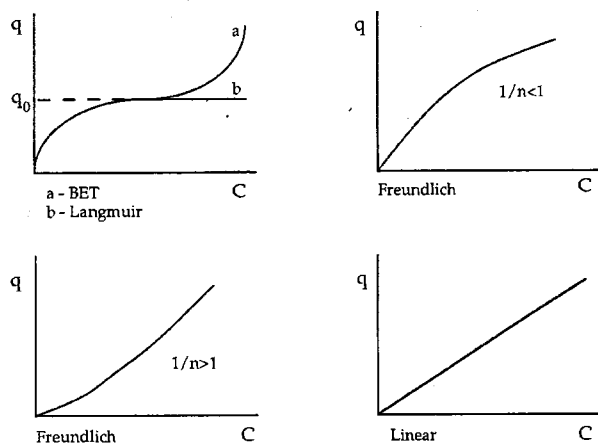 q
a
b
q₀
C
a - BET
b - Langmuir
q
1/n<1
Freundlich
C
q
1/n>1
Freundlich
C
q
Linear
C